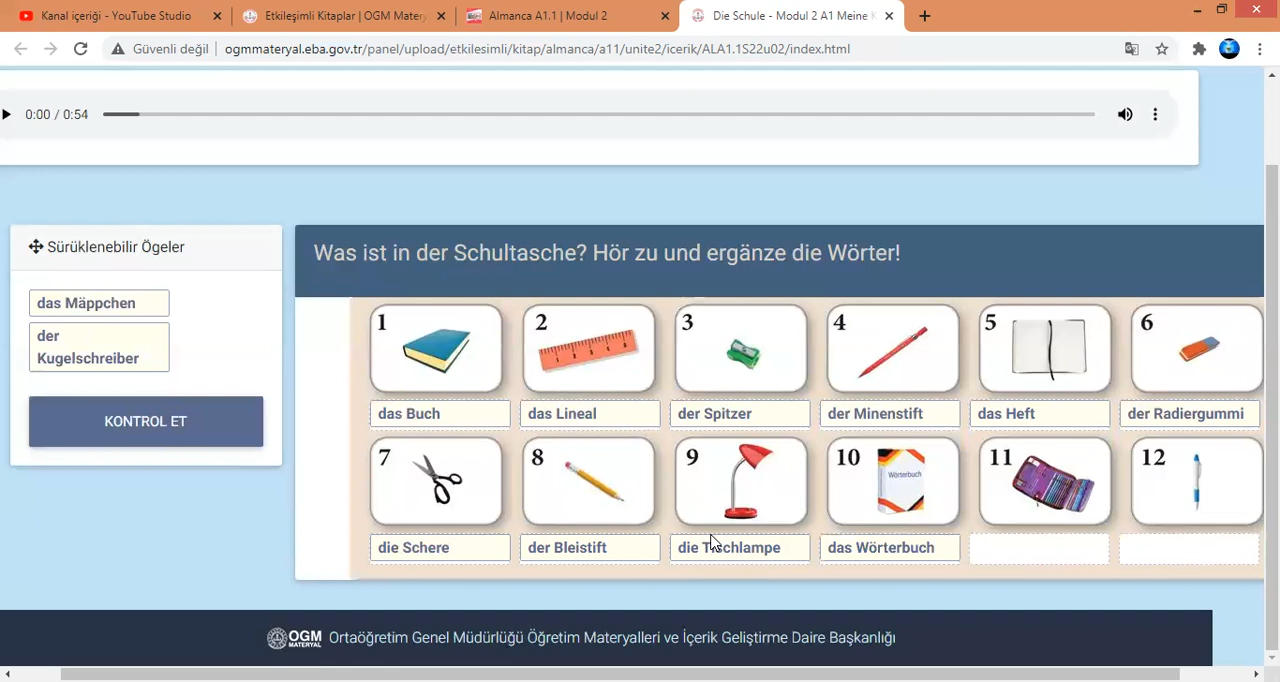 Kanal içeriği - YouTube Studio
Etkileşimli Kitaplar | OGM Mater
Almanca A1.1 | Modul 2
Die Schule - Modul 2 A1 Meine K
Güvenli değil
ogmmateryal.eba.gov.tr/panel/upload/etkilesimli/kitap/almanca/a11/unite2/icerik/ALA1.1S22u02/index.html
0:00 / 0:54
Sürüklenebilir Ögeler
das Mäppchen
der
Kugelschreiber
KONTROL ET
Was ist in der Schultasche? Hör zu und ergänze die Wörter!
1 2 3 4 5 6
das Buch das Lineal der Spitzer der Minenstift das Heft der Radiergummi
7 8 9 10 11 12
Wörterbuch
die Schere der Bleistift die Tischlampe das Wörterbuch
OGM
MATERYAL
Ortaöğretim Genel Müdürlüğü Öğretim Materyalleri ve İçerik Geliştirme Daire Başkanlığı